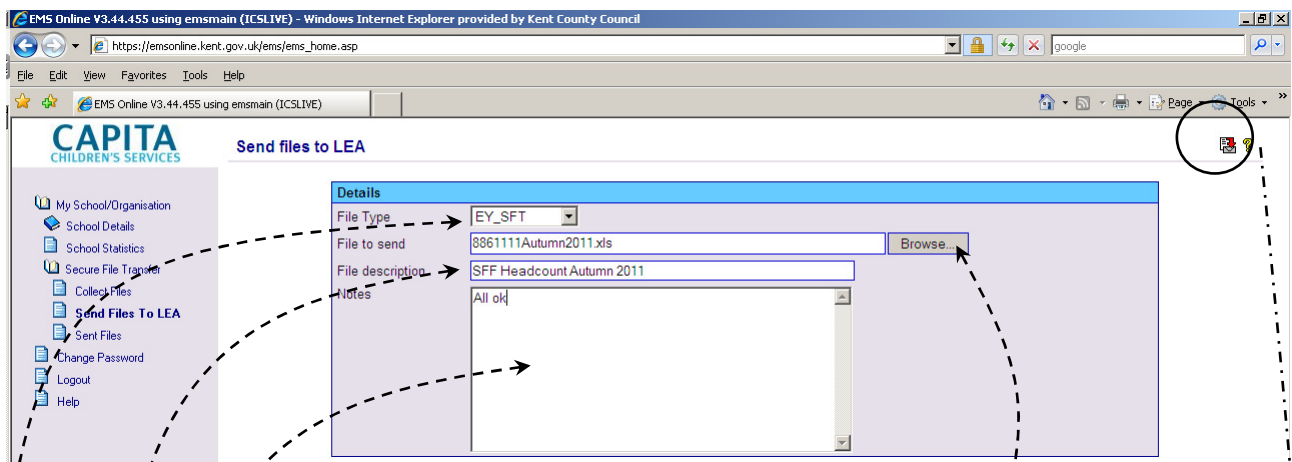 EMS Online V3.44.455 using emsmain (ICSLIVE) - Windows Internet Explorer provided by Kent County Council
https://emsonline.kent.gov.uk/ems/ems_home.asp
google
File Edit View Favorites Tools Help
EMS Online V3.44.455 using emsmain (ICSLIVE)
Page Tools
CAPITA
CHILDREN'S SERVICES
Send files to LEA
My School/Organisation
School Details
School Statistics
Secure File Transfer
Collect Files
Send Files To LEA
Sent Files
Change Password
Logout
Help
Details
File Type EY_SFT
File to send 8861111Autumn2011.xls Browse...
File description SFF Headcount Autumn 2011
Notes All ok